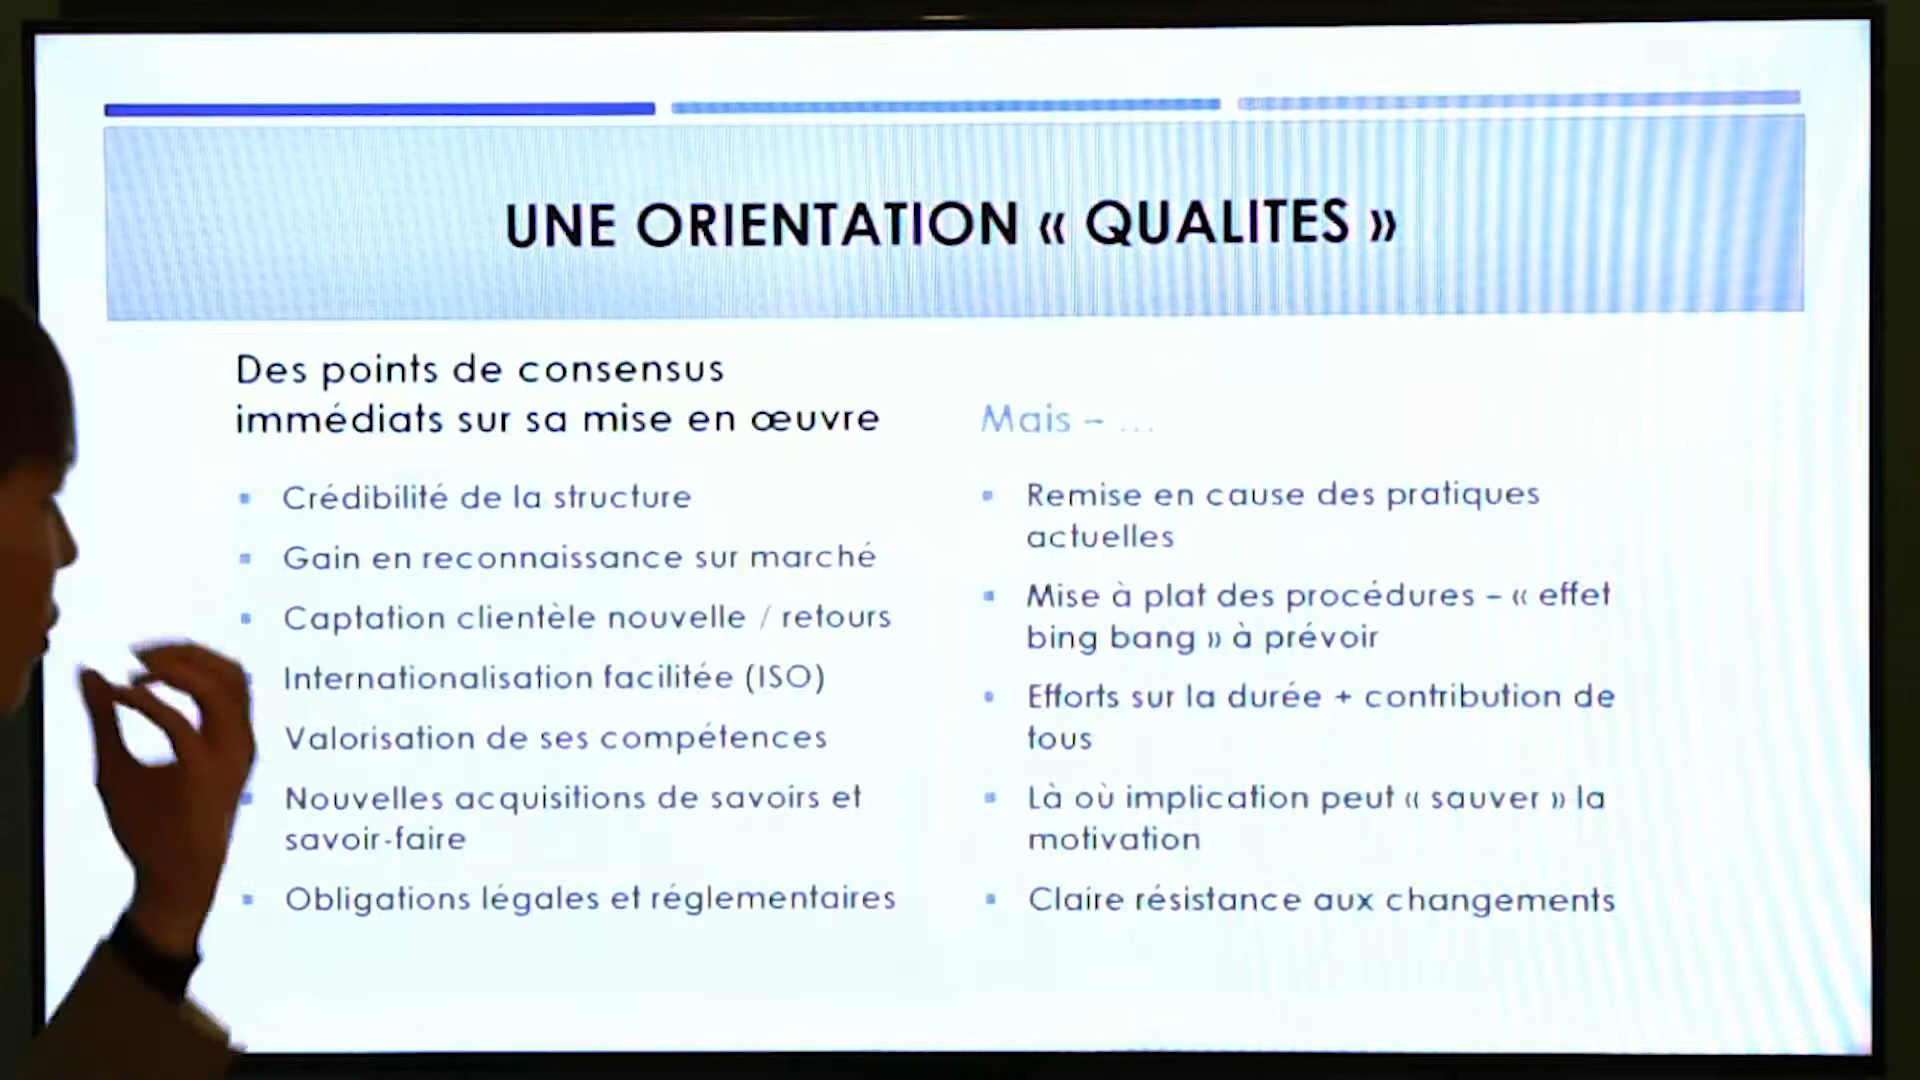 UNE ORIENTATION « QUALITES »
Des points de consensus
immédiats sur sa mise en œuvre
Crédibilité de la structure
Gain en reconnaissance sur marché
Captation clientèle nouvelle / retours
Internationalisation facilitée (ISO)
Valorisation de ses compétences
Nouvelles acquisitions de savoirs et
savoir-faire
Obligations légales et réglementaires
Mais – ...
Remise en cause des pratiques
actuelles
Mise à plat des procédures – « effet
bing bang » à prévoir
Efforts sur la durée + contribution de
tous
Là où implication peut « sauver » la
motivation
Claire résistance aux changements